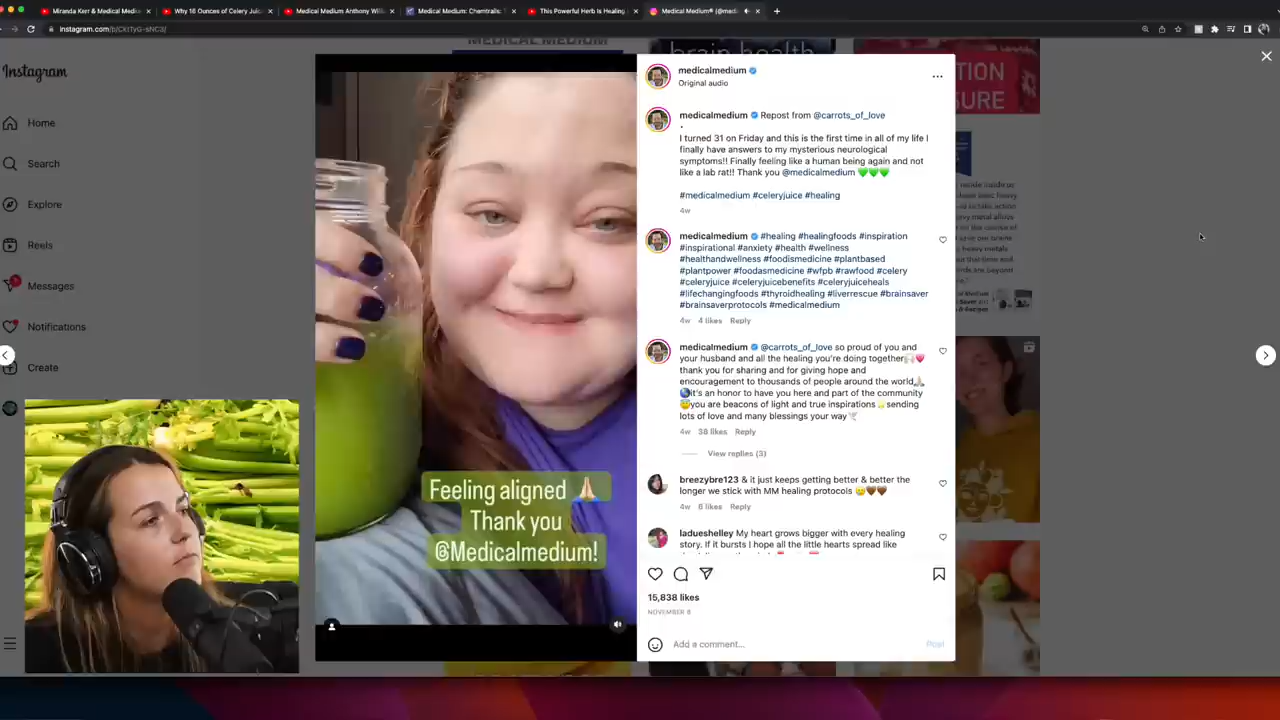 Miranda Kerr & Medical Medi
Why 16 Ounces of Celery Juic
Medical Medium Anthony Will
Medical Medium: Chemtrails:
This Powerful Herb Is Healing
Medical Medium® (@med
instagram.com/p/CktTyG-sNC3/
MEDICAL MEDIUM
brain health
TION
SURE
Instagram
Home
Search
Explore
Reels
Messages
Notifications
Create
Feeling aligned 🙏🏻
Thank you
@Medicalmedium!
medicalmedium
Original audio
medicalmedium Repost from @carrots_of_love
.
I turned 31 on Friday and this is the first time in all of my life I
finally have answers to my mysterious neurological
symptoms!! Finally feeling like a human being again and not
like a lab rat!! Thank you @medicalmedium 💚💚💚
#medicalmedium #celeryjuice #healing
4w
medicalmedium #healing #healingfoods #inspiration
#inspirational #anxiety #health #wellness
#healthandwellness #foodismedicine #plantbased
#plantpower #foodasmedicine #wfpb #rawfood #celery
#celeryjuice #celeryjuicebenefits #celeryjuiceheals
#lifechangingfoods #thyroidhealing #liverrescue #brainsaver
#brainsaverprotocols #medicalmedium
4w 4 likes Reply
medicalmedium @carrots_of_love so proud of you and
your husband and all the healing you're doing together🙌🏻💗
thank you for sharing and for giving hope and
encouragement to thousands of people around the world🙏🏻
🌎it's an honor to have you here and part of the community
😇you are beacons of light and true inspirations🌟sending
lots of love and many blessings your way🕊
4w 38 likes Reply
View replies (3)
breezybre123 & it just keeps getting better & better the
longer we stick with MM healing protocols
4w 6 likes Reply
ladueshelley My heart grows bigger with every healing
story. If it bursts I hope all the little hearts spread like
15,838 likes
NOVEMBER 8
Add a comment...
Post